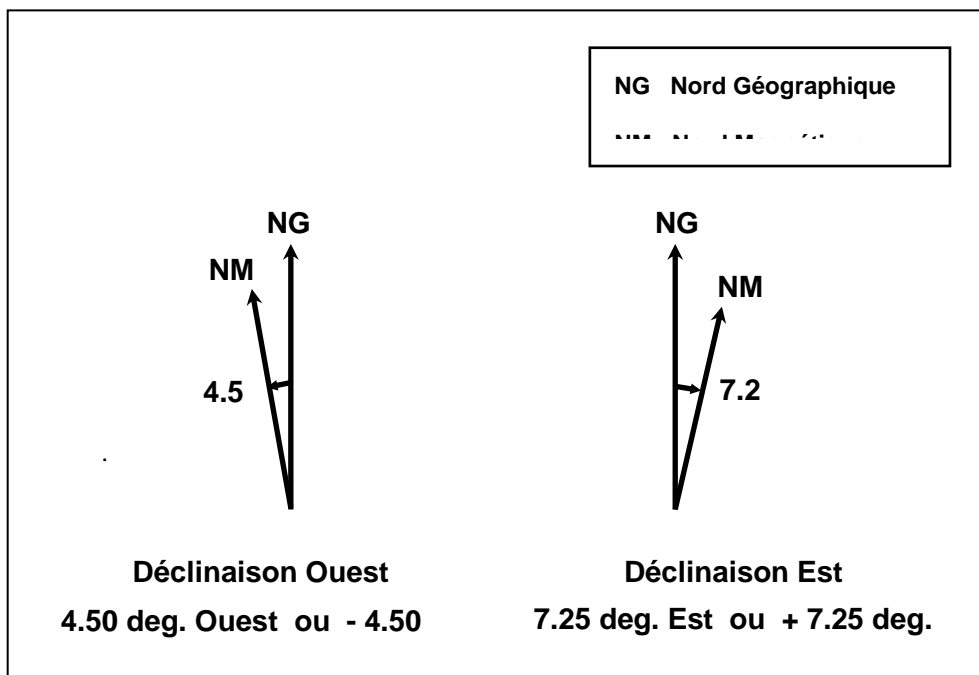 NG Nord Géographique
NG
NG
NM
NM
4.5
7.2
Déclinaison Ouest
Déclinaison Est
4.50 deg. Ouest ou - 4.50
7.25 deg. Est ou + 7.25 deg.